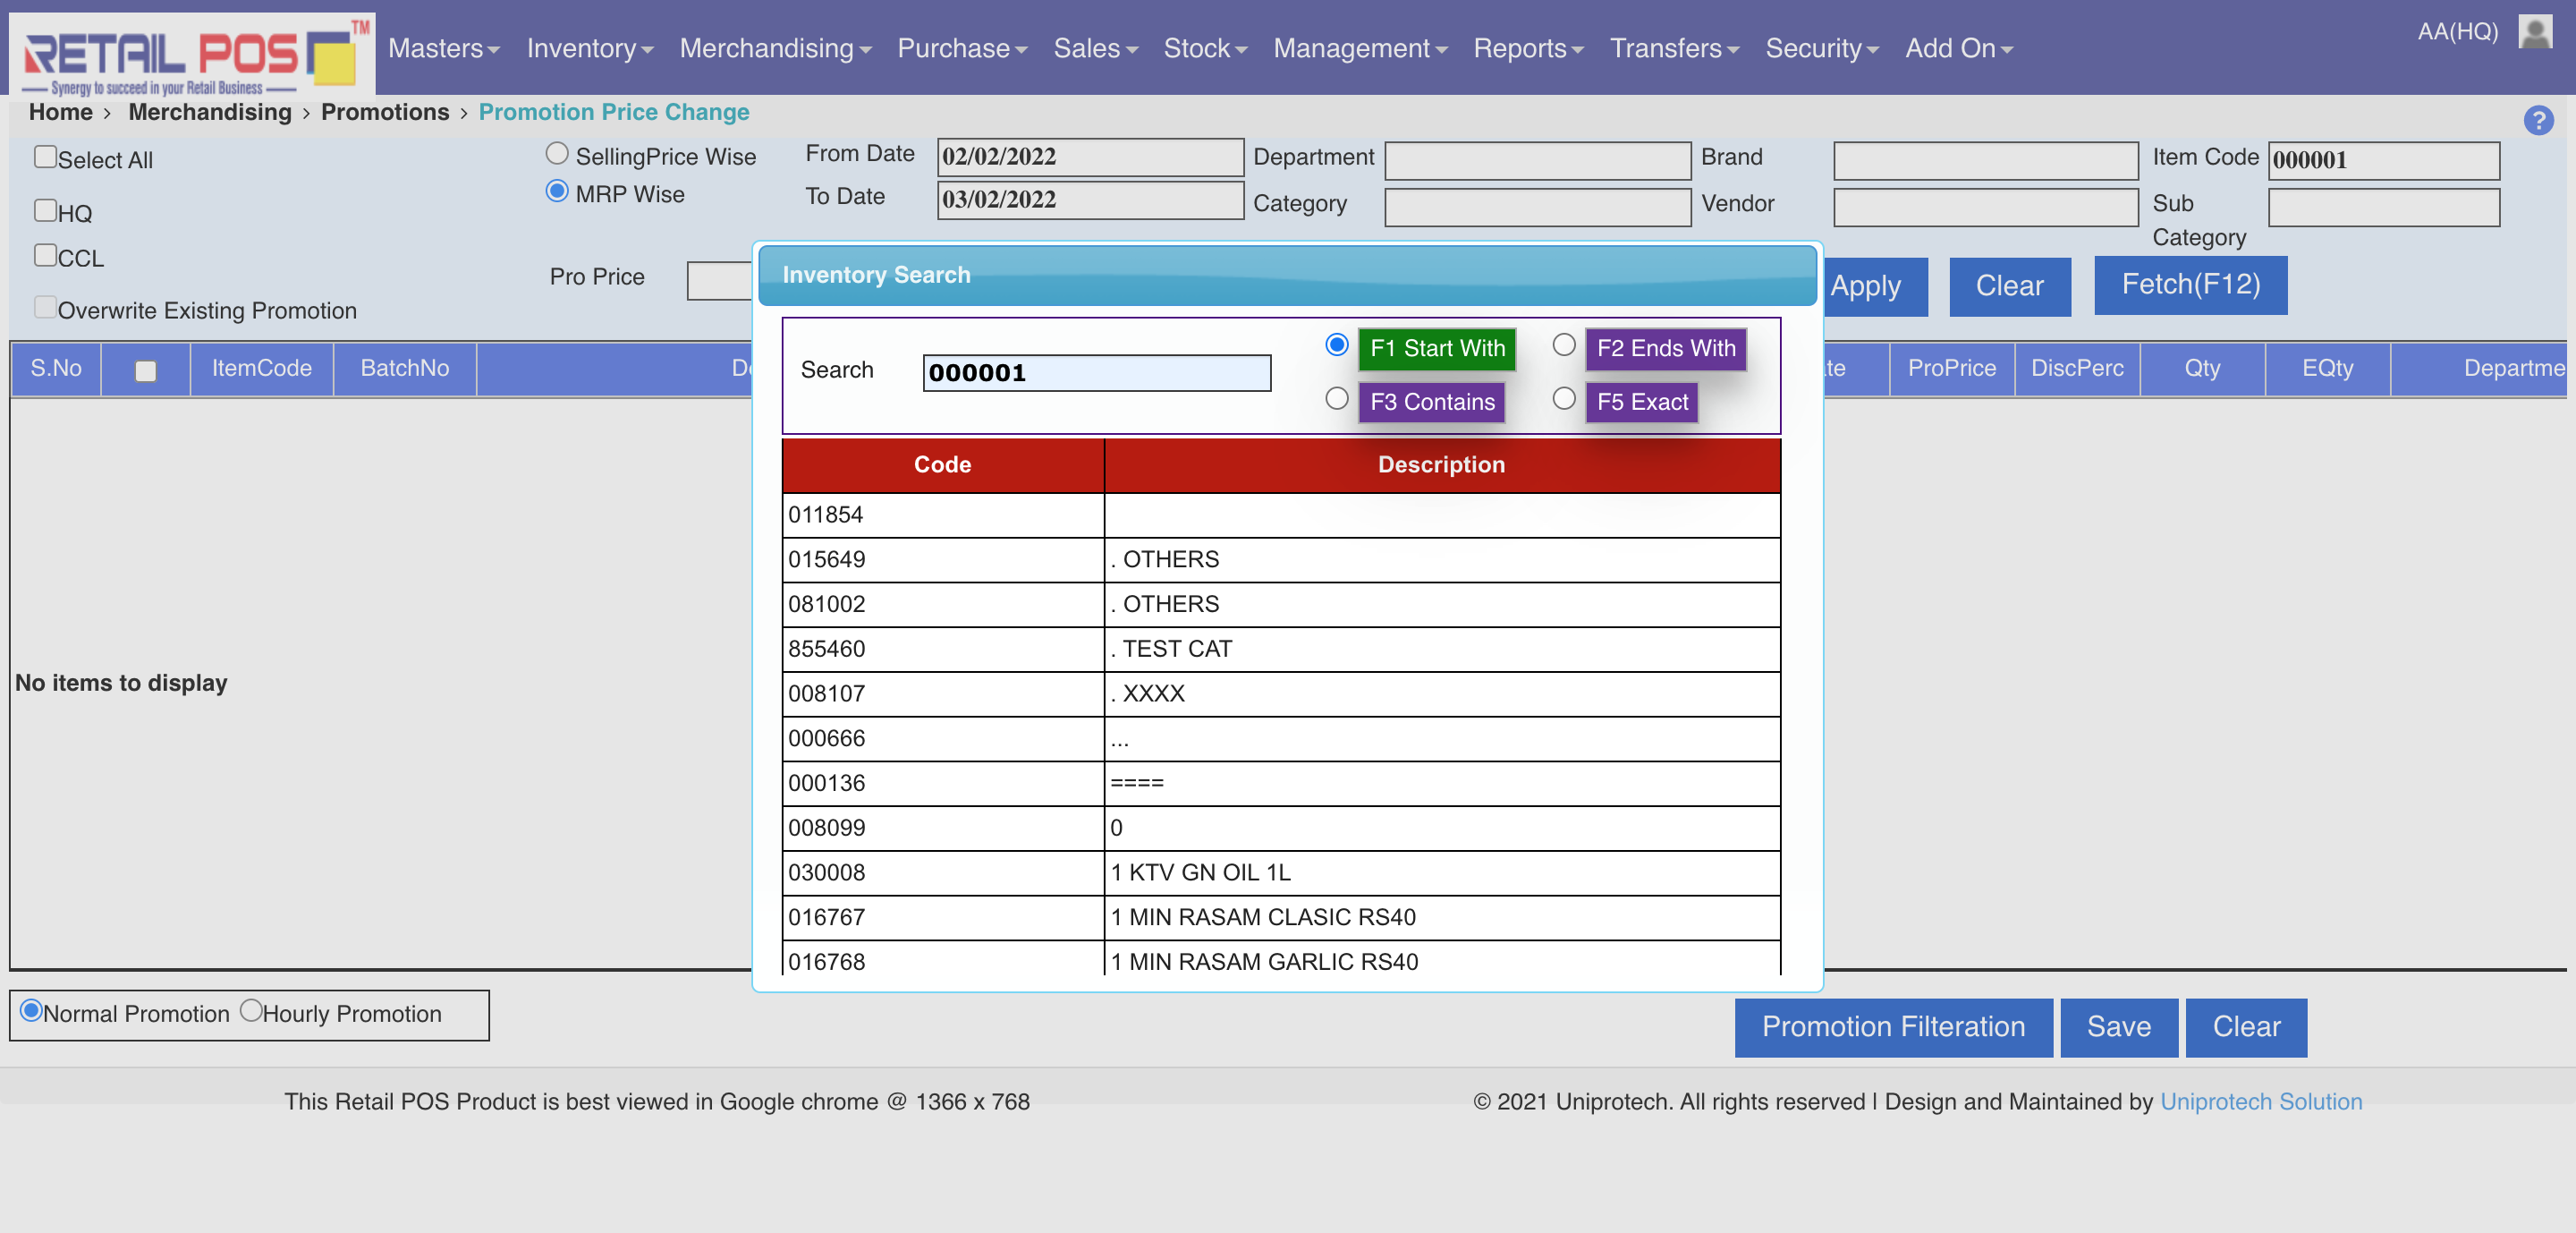 RETAIL POS TM
Synergy to succeed in your Retail Business
Masters Inventory Merchandising Purchase Sales Stock Management Reports Transfers Security Add On
AA(HQ)
Home › Merchandising › Promotions › Promotion Price Change
?
Select All
HQ
CCL
Overwrite Existing Promotion
SellingPrice Wise
MRP Wise
Pro Price
From Date 02/02/2022
To Date 03/02/2022
Department
Category
Brand
Vendor
Item Code 000001
Sub
Category
Apply Clear Fetch(F12)
S.No ItemCode BatchNo De te ProPrice DiscPerc Qty EQty Departme
No items to display
Inventory Search
Search 000001
F1 Start With F2 Ends With
F3 Contains F5 Exact
Code Description
011854
015649 . OTHERS
081002 . OTHERS
855460 . TEST CAT
008107 . XXXX
000666 ...
000136 ====
008099 0
030008 1 KTV GN OIL 1L
016767 1 MIN RASAM CLASIC RS40
016768 1 MIN RASAM GARLIC RS40
Normal Promotion Hourly Promotion
Promotion Filteration Save Clear
This Retail POS Product is best viewed in Google chrome @ 1366 x 768
© 2021 Uniprotech. All rights reserved | Design and Maintained by Uniprotech Solution